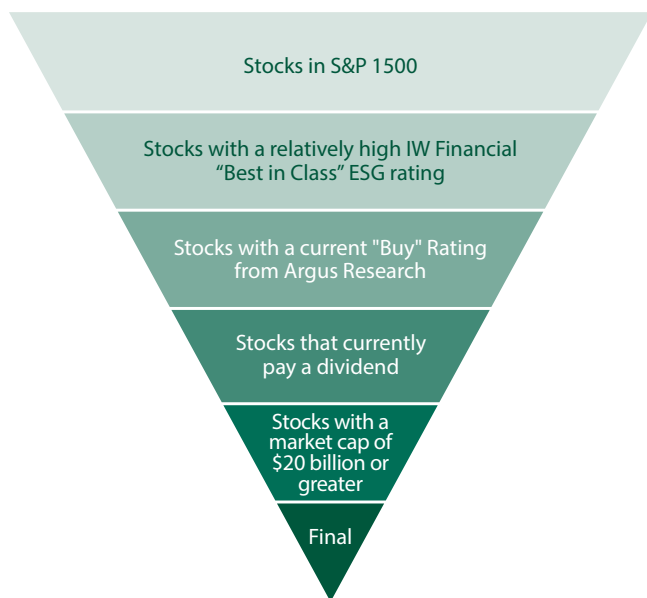 Stocks in S&P 1500
Stocks with a relatively high IW Financial
“Best in Class” ESG rating
Stocks with a current "Buy" Rating
from Argus Research
Stocks that currently
pay a dividend
Stocks with a
market cap of
$20 billion or
greater
Final